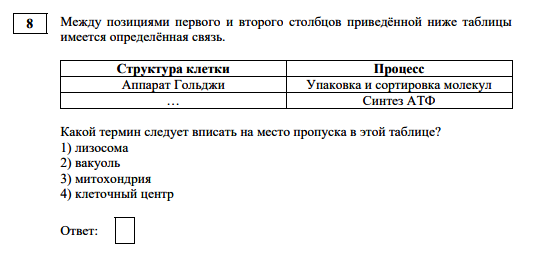 8 Между позициями первого и второго столбцов приведённой ниже таблицы
имеется определённая связь.
Структура клетки Процесс
Аппарат Гольджи Упаковка и сортировка молекул
… Синтез АТФ
Какой термин следует вписать на место пропуска в этой таблице?
1) лизосома
2) вакуоль
3) митохондрия
4) клеточный центр
Ответ: